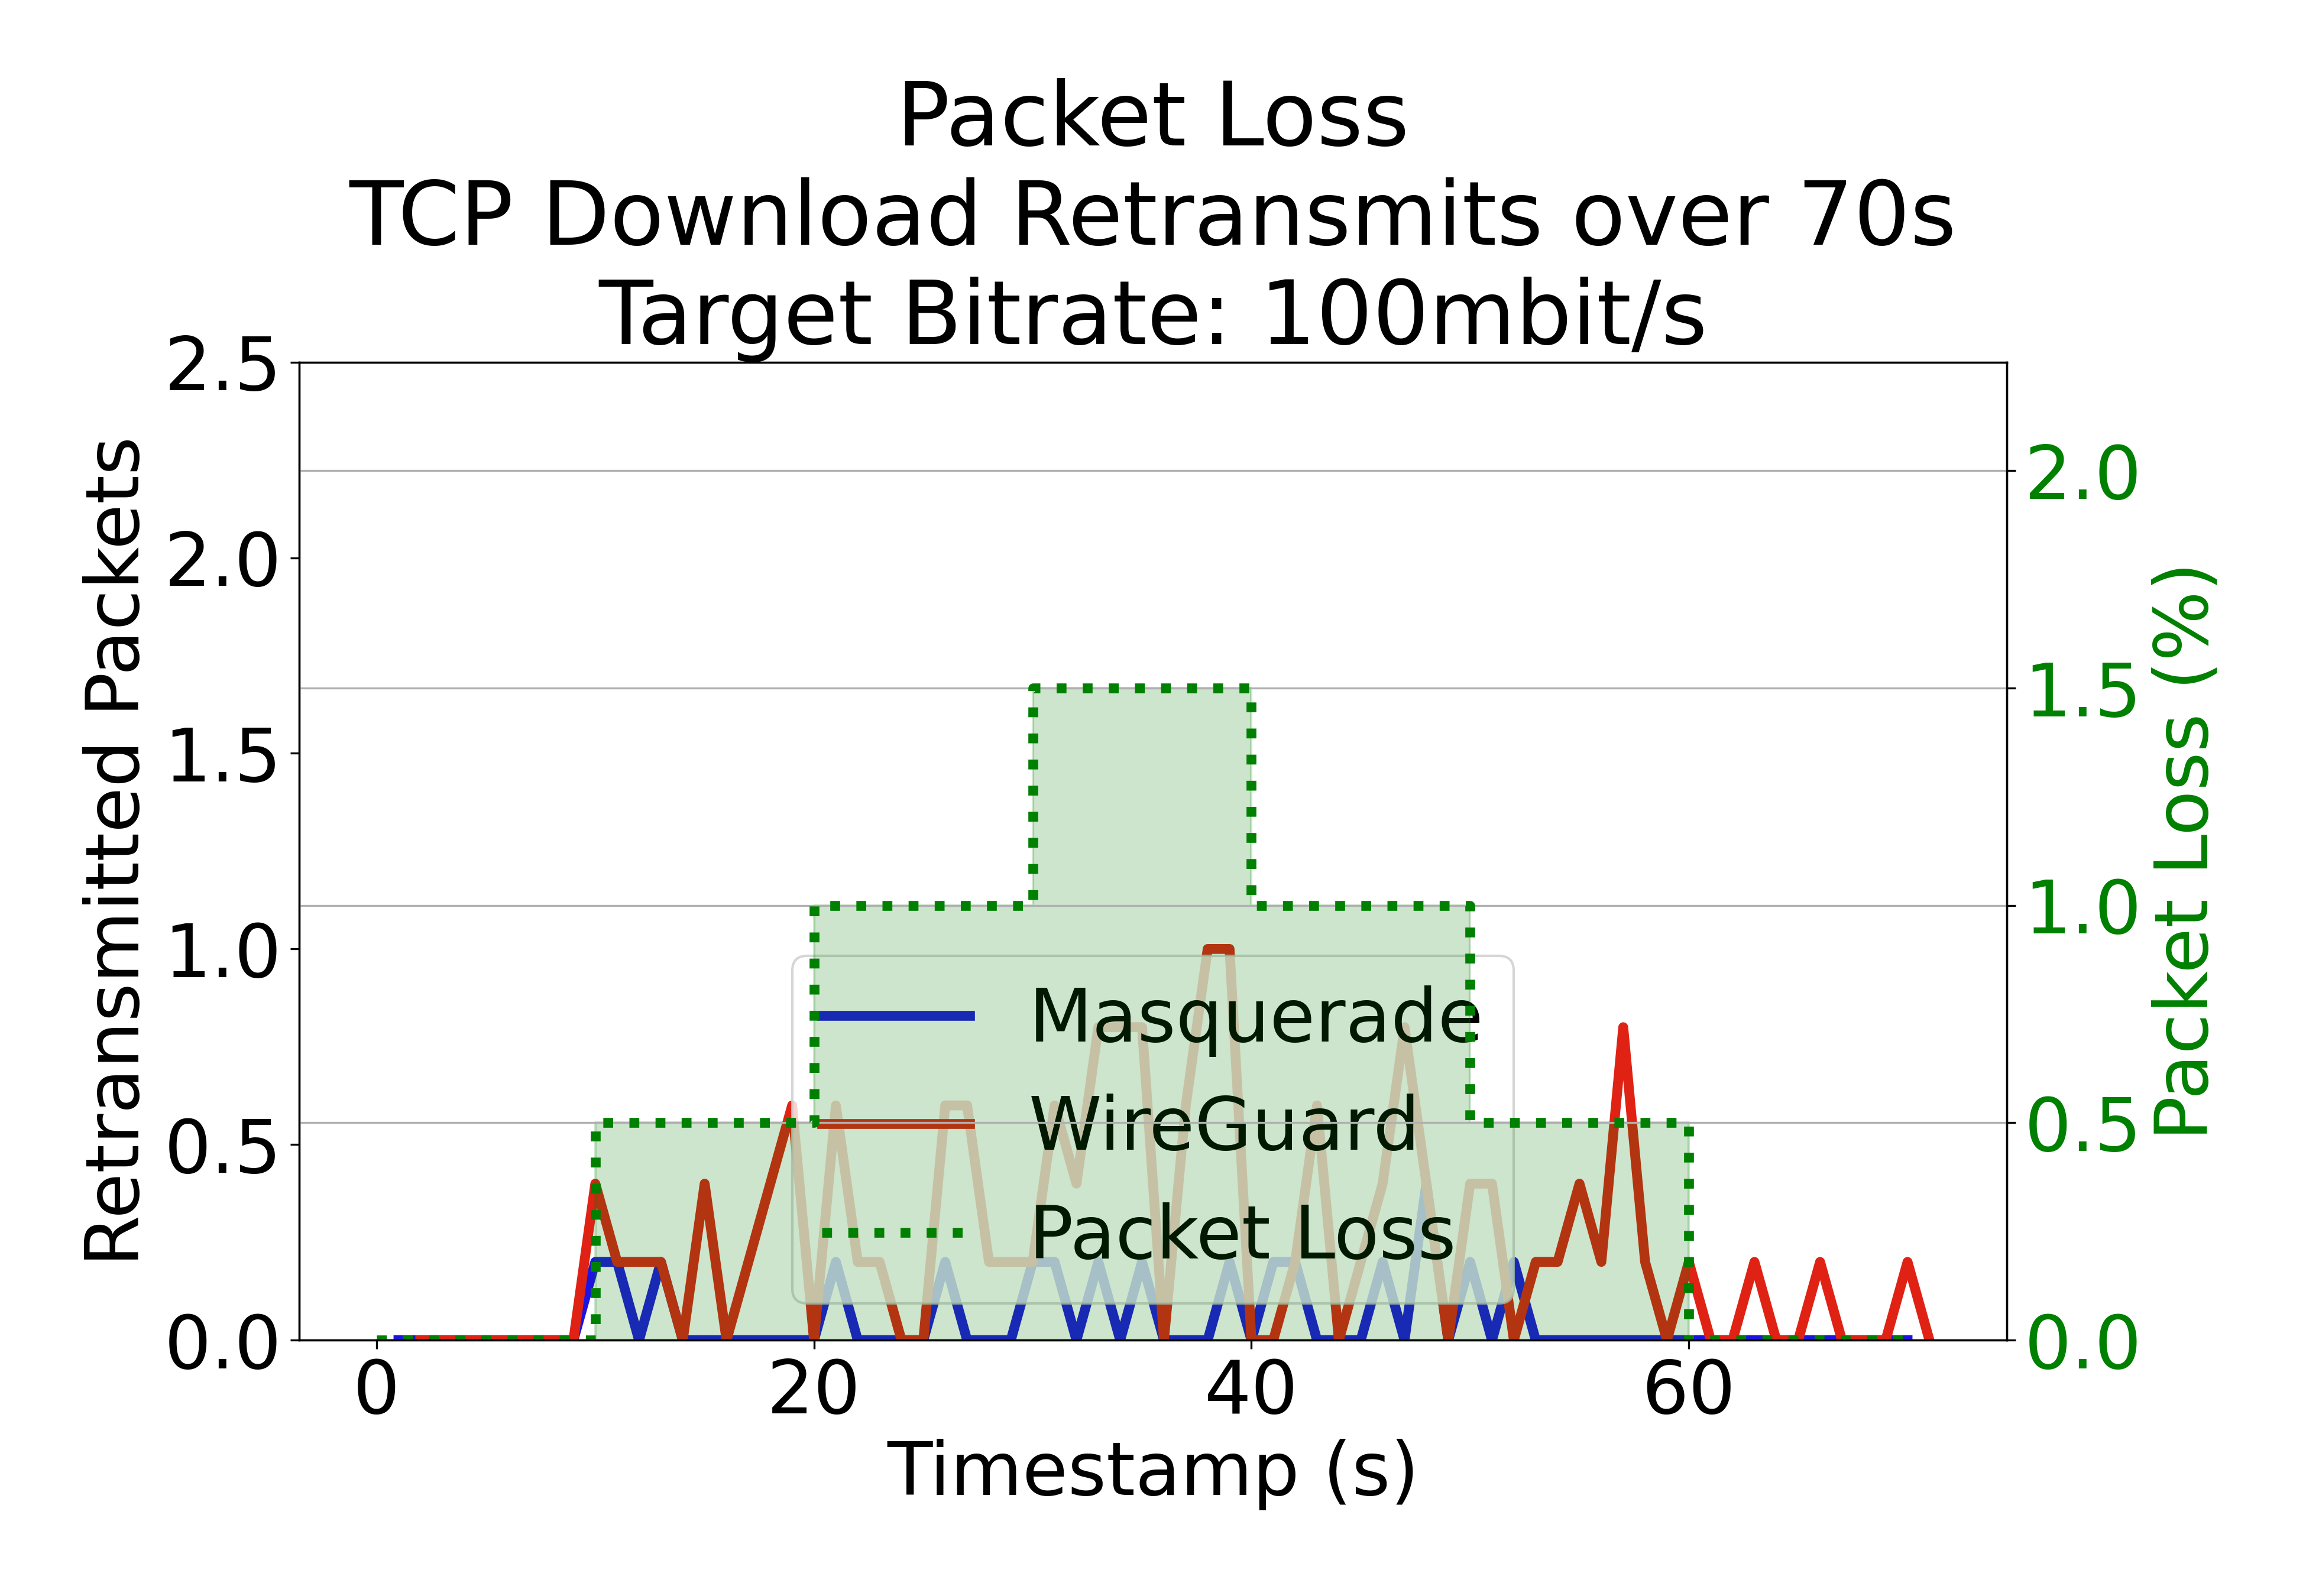 Packet Loss
TCP Download Retransmits over 70s
Target Bitrate: 100mbit/s
Retransmitted Packets
2.5
2.0
1.5
1.0
0.5
0.0
Masquerade
WireGuard
Packet Loss
2.0
1.5
1.0
0.5
0.0
Packet Loss (%)
0 20 40 60
Timestamp (s)